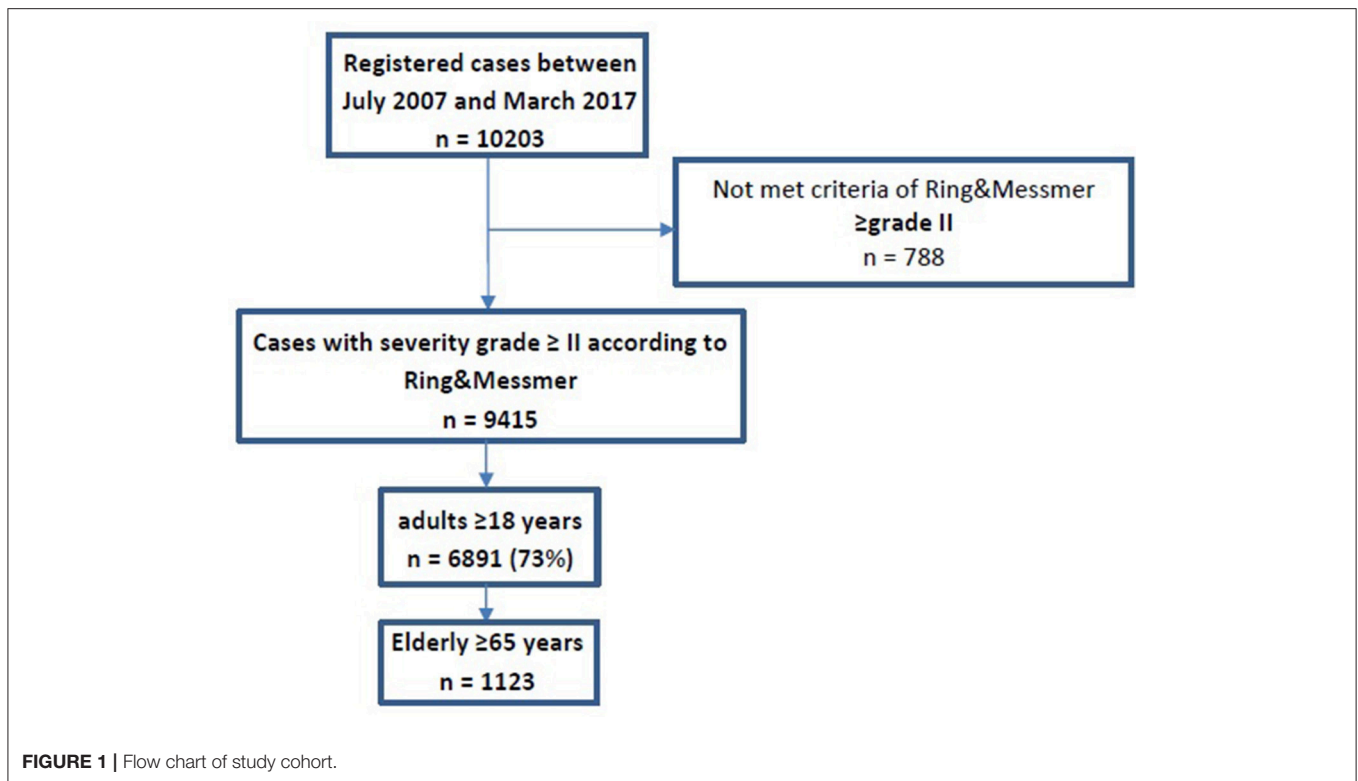 Registered cases between
July 2007 and March 2017
n = 10203
Not met criteria of Ring&Messmer
≥grade II
n = 788
Cases with severity grade ≥ II according to
Ring&Messmer
n = 9415
adults ≥18 years
n = 6891 (73%)
Elderly ≥65 years
n = 1123
FIGURE 1 | Flow chart of study cohort.